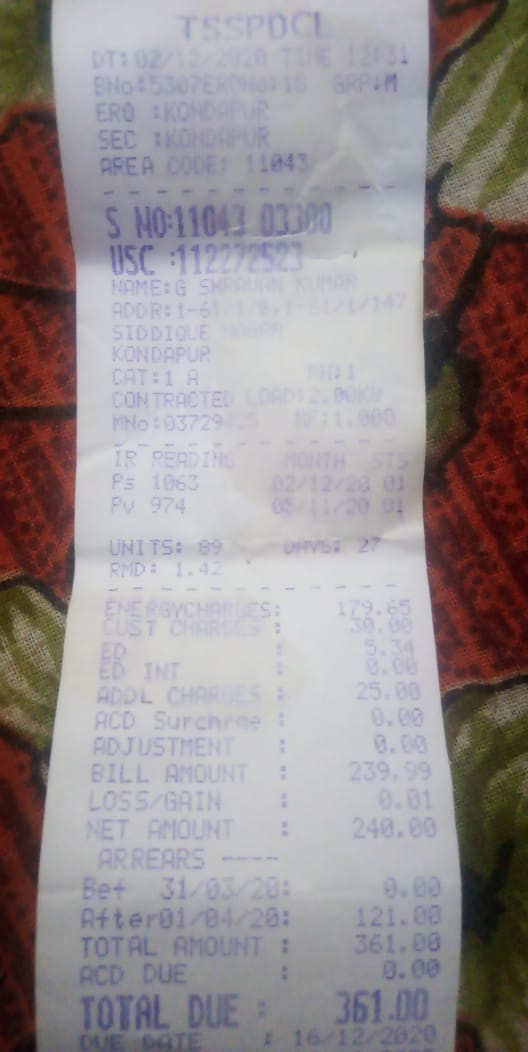 TSSPDCL
DT:02/12/2020 TIME 12:31
BNo:5307ERONo:18 GRP:M
ERO :KONDAPUR
SEC :KONDAPUR
AREA CODE: 11043
S NO:11043 03300
USC :112272523
NAME:G SHRAVAN KUMAR
ADDR:1-61/1/6,1-61/1/147
SIDDIQUE NAGAR
KONDAPUR
CAT:1 A PH:1
CONTRACTED LOAD:2.00KW
MF:1.000
IR READING MONTH STS
Ps 1063 02/12/20 01
Pv 974 05/11/20 01
UNITS: 89 DAYS: 27
RMD: 1.42
ENERGYCHARGES: 179.65
CUST CHARGES : 30.00
ED : 5.34
ED INT : 0.00
ADDL CHARGES : 25.00
ACD Surchrge : 0.00
ADJUSTMENT : 0.00
BILL AMOUNT : 239.99
LOSS/GAIN : 0.01
NET AMOUNT : 240.00
ARREARS ----
Bef 31/03/20: 0.00
After01/04/20: 121.00
TOTAL AMOUNT : 361.00
ACD DUE : 0.00
TOTAL DUE : 361.00
DUE DATE : 16/12/2020